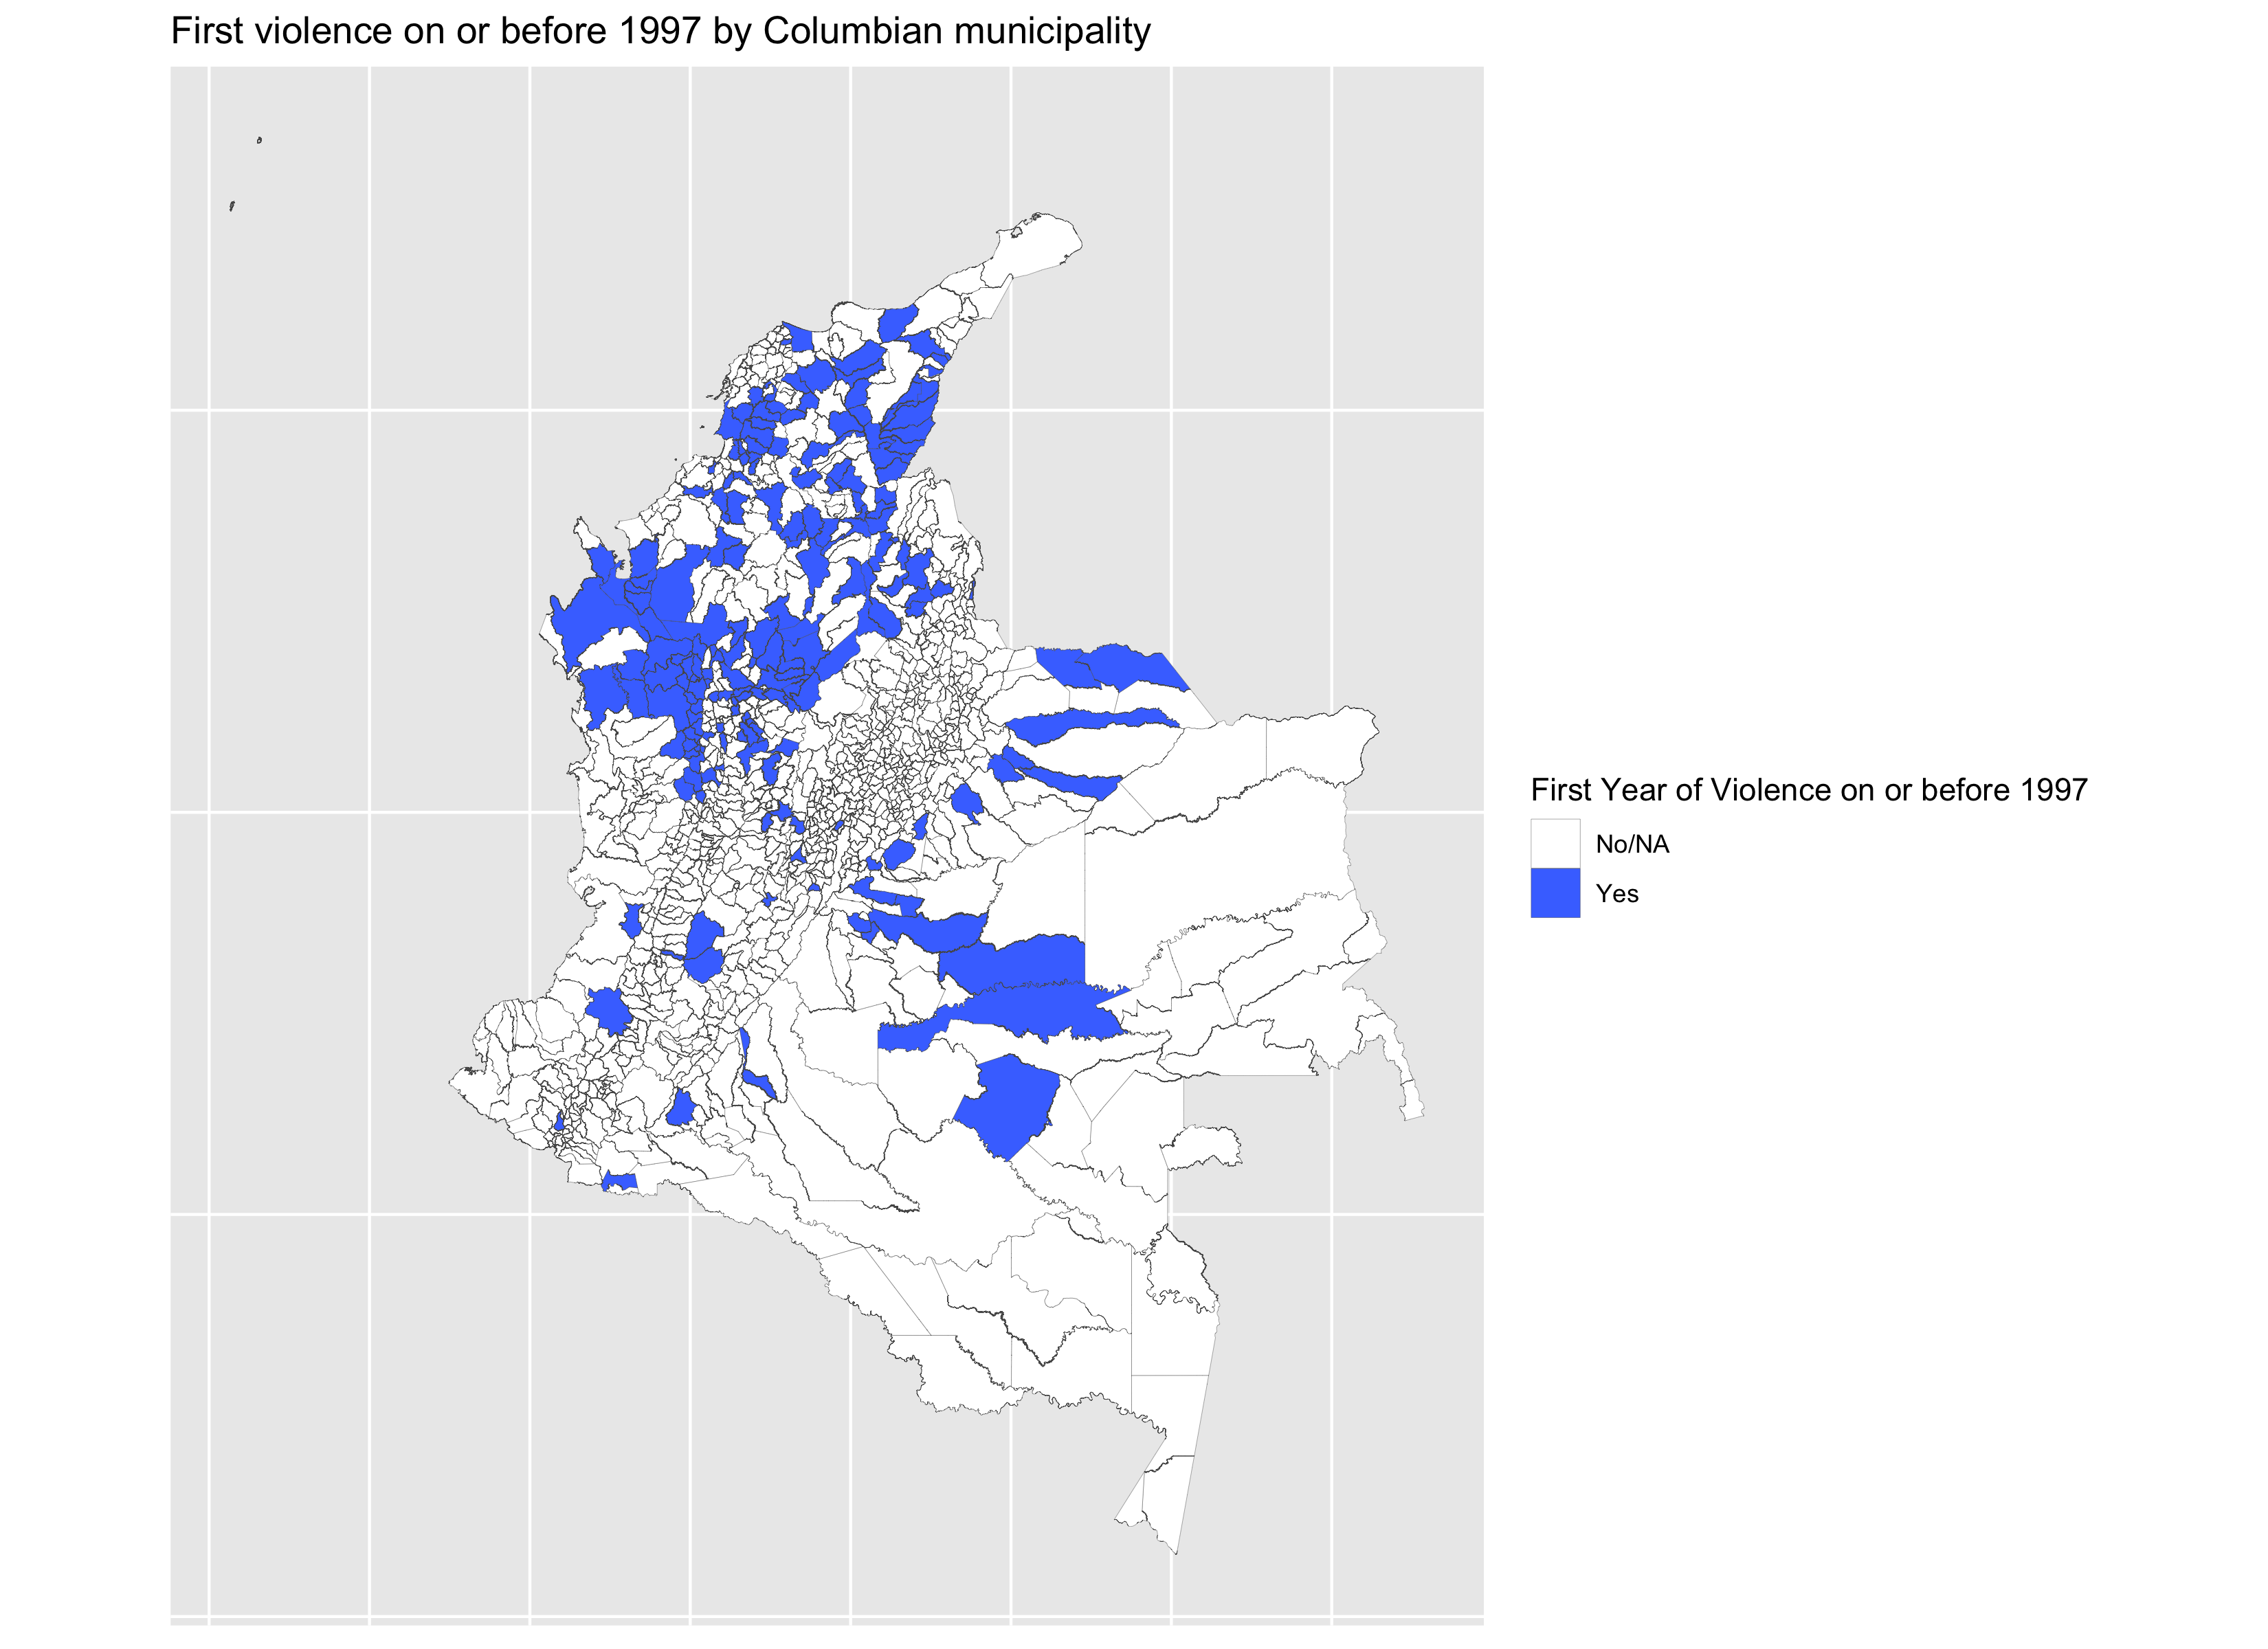 First violence on or before 1997 by Columbian municipality
First Year of Violence on or before 1997
No/NA
Yes